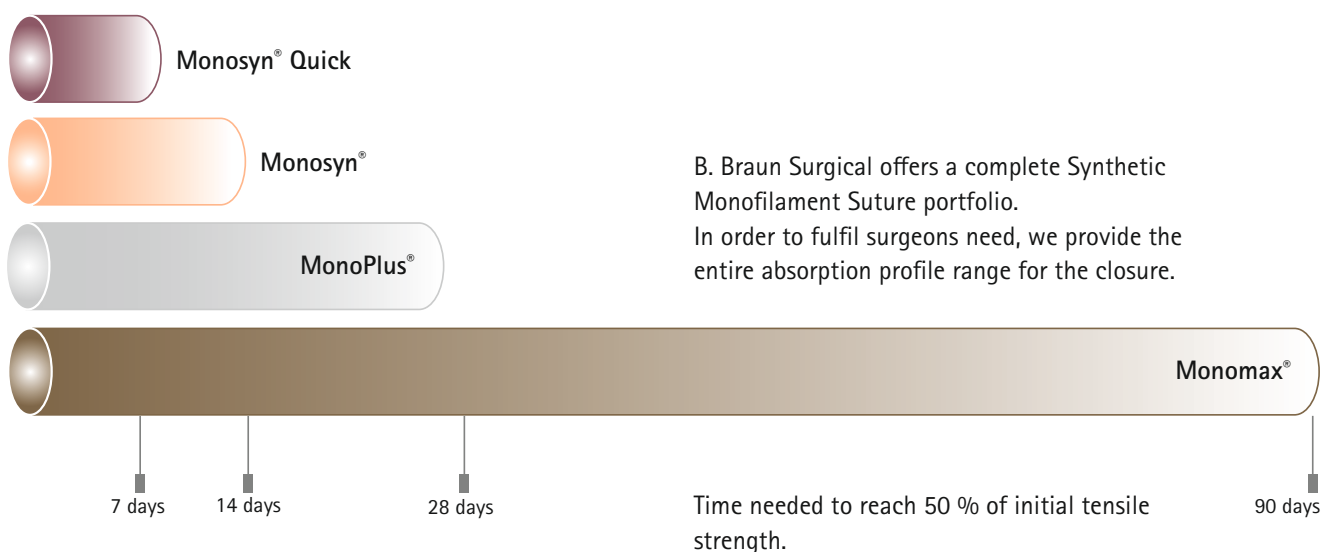 Monosyn® Quick
Monosyn®
B. Braun Surgical offers a complete Synthetic
Monofilament Suture portfolio.
In order to fulfil surgeons need, we provide the
entire absorption profile range for the closure.
MonoPlus®
Monomax®
7 days
14 days
28 days
90 days
Time needed to reach 50 % of initial tensile
strength.